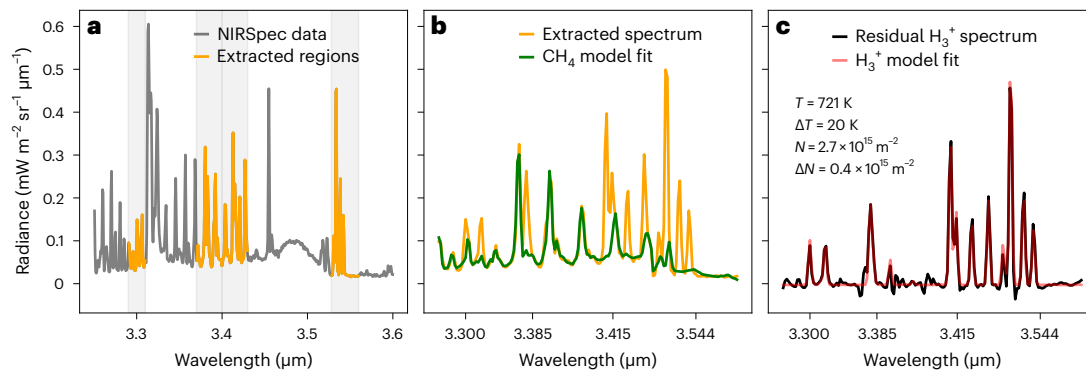 a
NIRSpec data
Extracted regions
0.6
0.5
0.4
0.3
0.2
0.1
0
Radiance (mW m⁻² sr⁻¹ μm⁻¹)
3.3
3.4
3.5
3.6
Wavelength (μm)
b
Extracted spectrum
CH₄ model fit
3.300
3.385
3.415
3.544
Wavelength (μm)
c
Residual H₃⁺ spectrum
H₃⁺ model fit
T = 721 K
ΔT = 20 K
N = 2.7 × 10¹⁵ m⁻²
ΔN = 0.4 × 10¹⁵ m⁻²
3.300
3.385
3.415
3.544
Wavelength (μm)